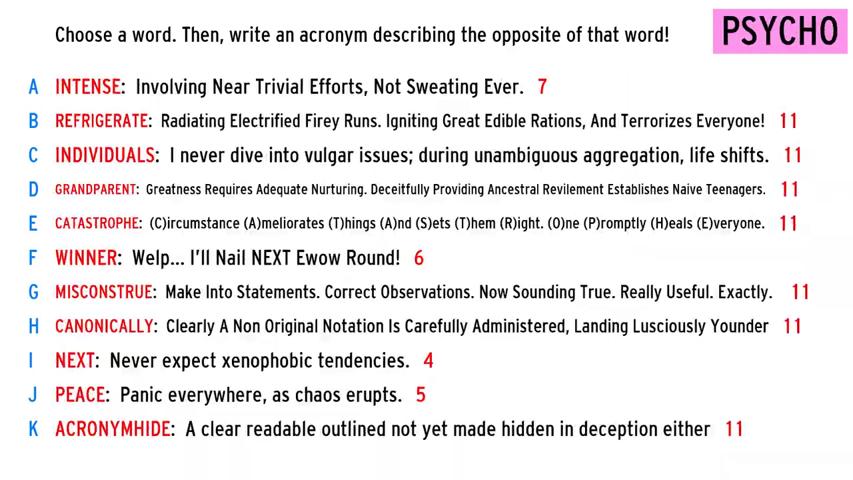 Choose a word. Then, write an acronym describing the opposite of that word! PSYCHO
A INTENSE: Involving Near Trivial Efforts, Not Sweating Ever. 7
B REFRIGERATE: Radiating Electrified Firey Runs. Igniting Great Edible Rations, And Terrorizes Everyone! 11
C INDIVIDUALS: I never dive into vulgar issues; during unambiguous aggregation, life shifts. 11
D GRANDPARENT: Greatness Requires Adequate Nurturing. Deceitfully Providing Ancestral Revilement Establishes Naive Teenagers. 11
E CATASTROPHE: (C)ircumstance (A)meliorates (T)hings (A)nd (S)ets (T)hem (R)ight. (O)ne (P)romptly (H)eals (E)veryone. 11
F WINNER: Welp... I'll Nail NEXT Ewow Round! 6
G MISCONSTRUE: Make Into Statements. Correct Observations. Now Sounding True. Really Useful. Exactly. 11
H CANONICALLY: Clearly A Non Original Notation Is Carefully Administered, Landing Lusciously Younder 11
I NEXT: Never expect xenophobic tendencies. 4
J PEACE: Panic everywhere, as chaos erupts. 5
K ACRONYMHIDE: A clear readable outlined not yet made hidden in deception either 11